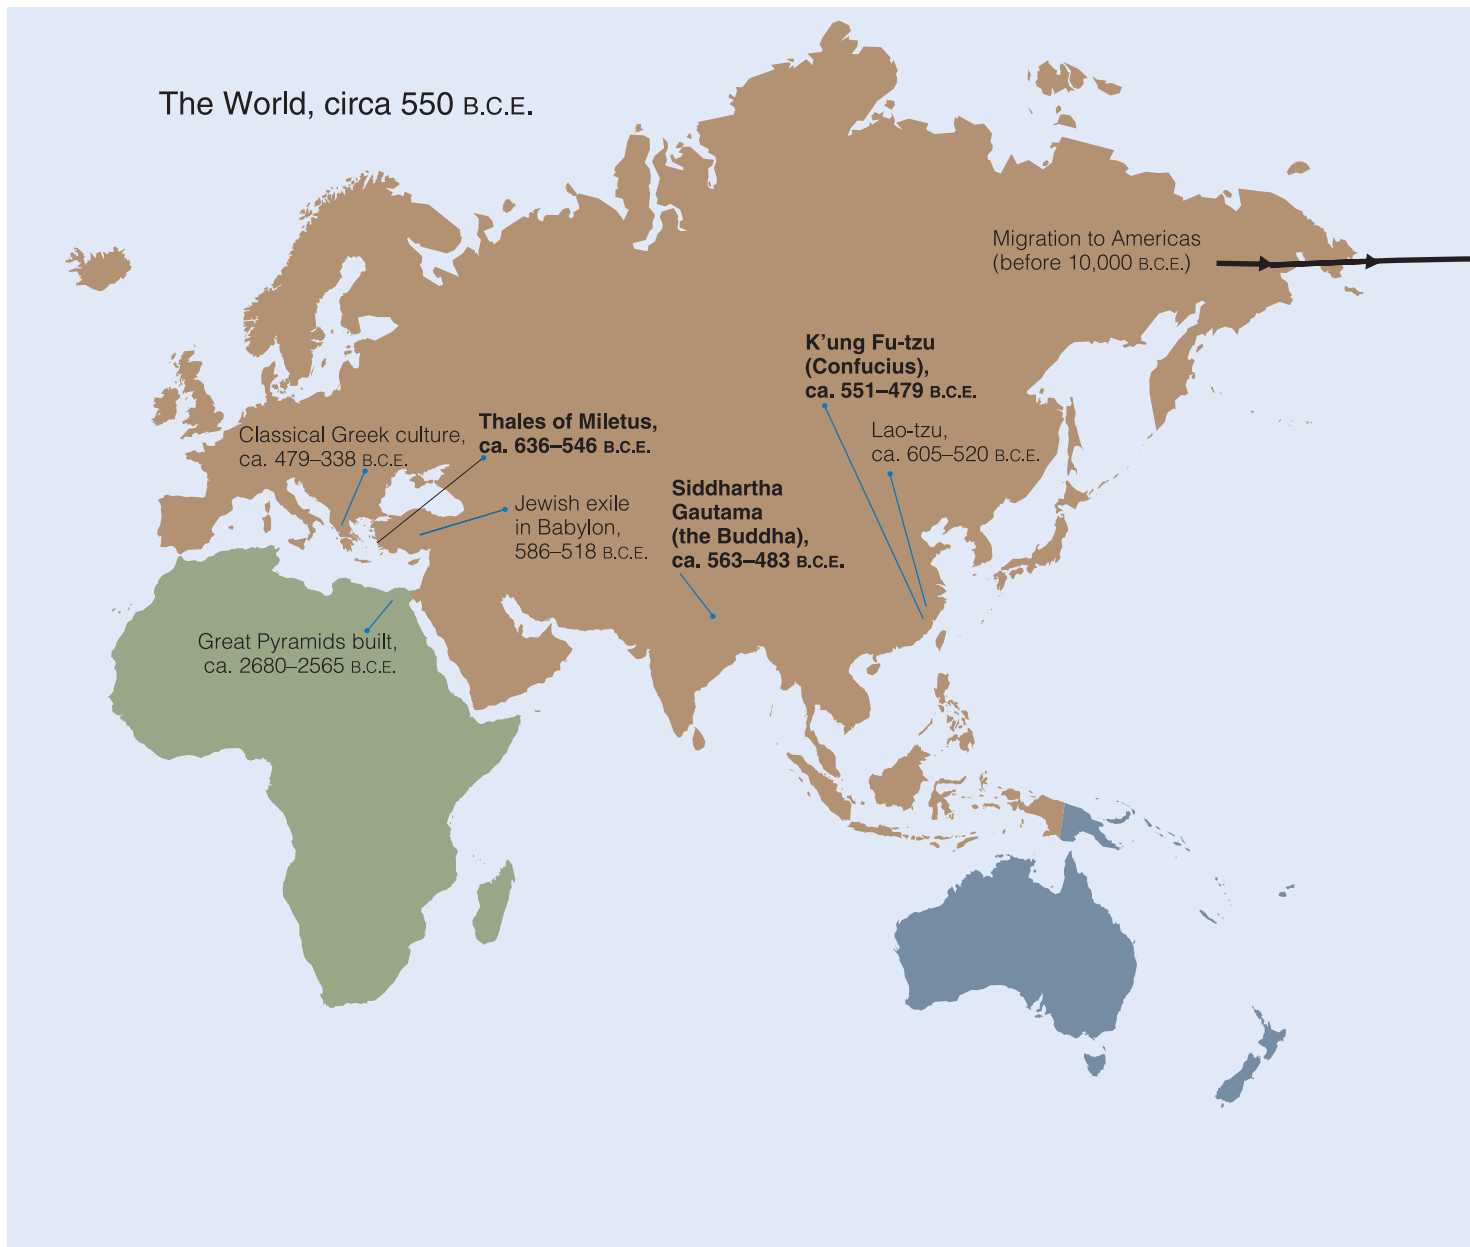 The World, circa 550 B.C.E.
Migration to Americas
(before 10,000 B.C.E.)
K’ung Fu-tzu
(Confucius),
ca. 551–479 B.C.E.
Thales of Miletus,
ca. 636–546 B.C.E.
Classical Greek culture,
ca. 479–338 B.C.E.
Lao-tzu,
ca. 605–520 B.C.E.
Siddhartha
Gautama
(the Buddha),
ca. 563–483 B.C.E.
Jewish exile
in Babylon,
586–518 B.C.E.
Great Pyramids built,
ca. 2680–2565 B.C.E.